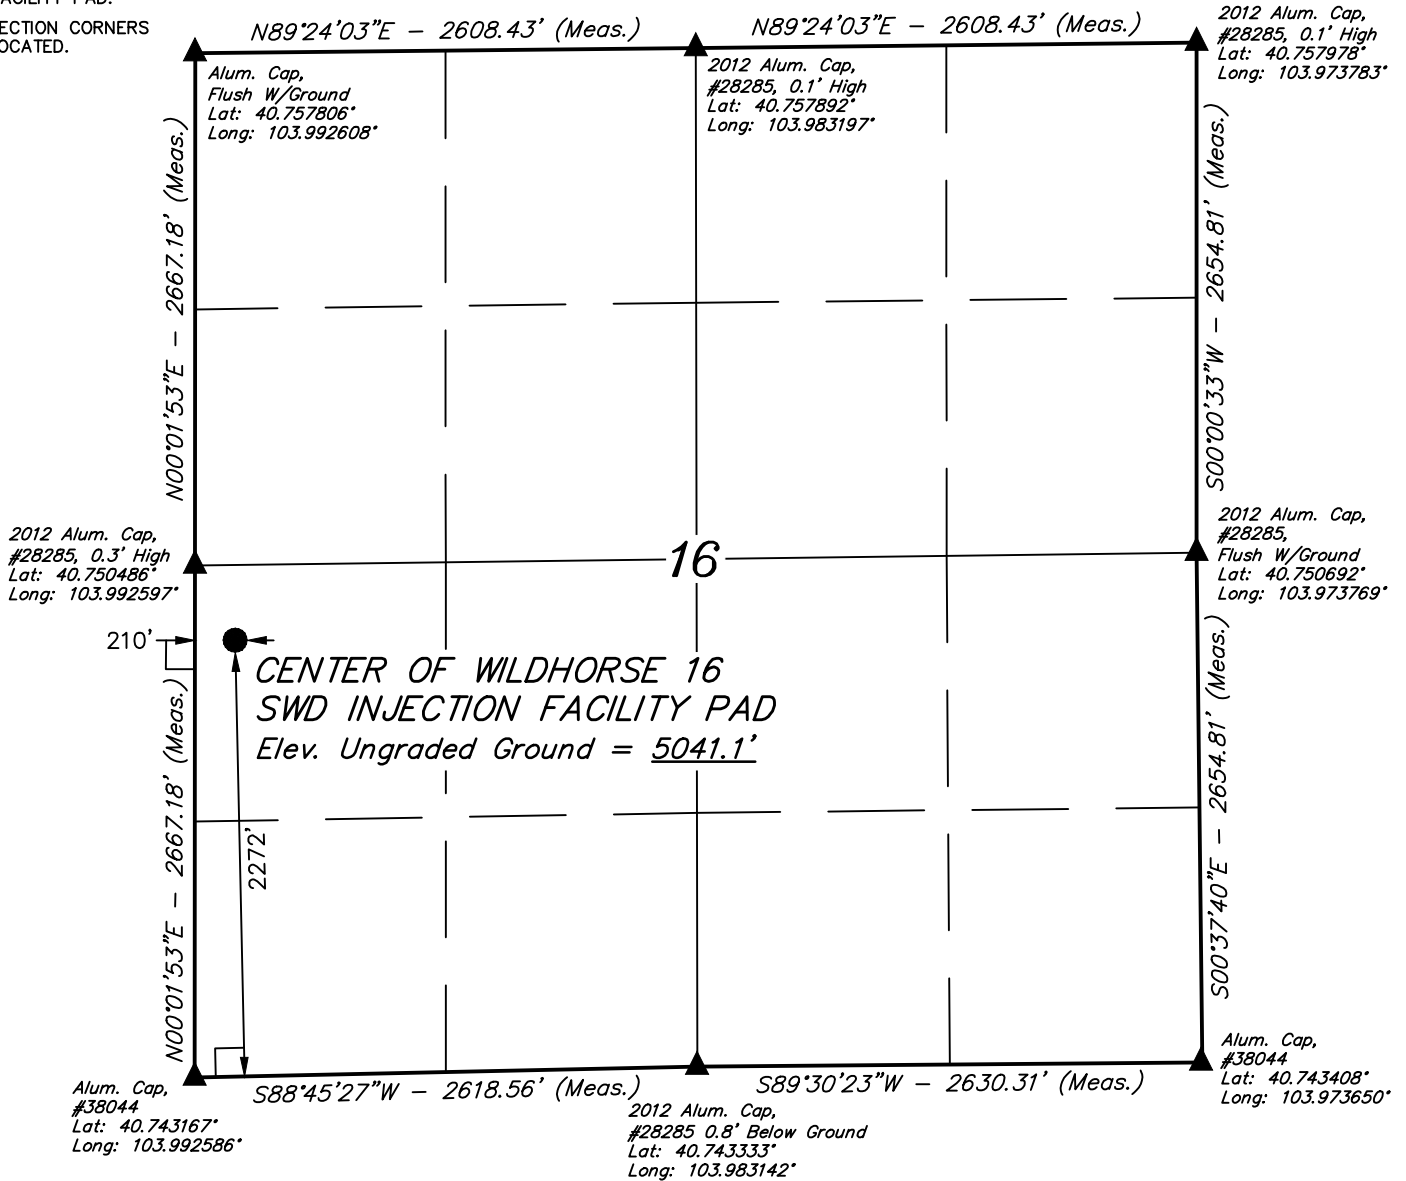 FACILITY PAD.
SECTION CORNERS
LOCATED.
N89°24'03"E - 2608.43' (Meas.)
N89°24'03"E - 2608.43' (Meas.)
2012 Alum. Cap,
#28285, 0.1' High
Lat: 40.757978°
Long: 103.973783°
Alum. Cap,
Flush W/Ground
Lat: 40.757806°
Long: 103.992608°
2012 Alum. Cap,
#28285, 0.1' High
Lat: 40.757892°
Long: 103.983197°
N00°01'53"E - 2667.18' (Meas.)
S00°00'33"W - 2654.81' (Meas.)
2012 Alum. Cap,
#28285, 0.3' High
Lat: 40.750486°
Long: 103.992597°
16
2012 Alum. Cap,
#28285,
Flush W/Ground
Lat: 40.750692°
Long: 103.973769°
210'
CENTER OF WILDHORSE 16
SWD INJECTION FACILITY PAD
Elev. Ungraded Ground = 5041.1'
2272'
N00°01'53"E - 2667.18' (Meas.)
S00°37'40"E - 2654.81' (Meas.)
Alum. Cap,
#38044
Lat: 40.743167°
Long: 103.992586°
S88°45'27"W - 2618.56' (Meas.)
2012 Alum. Cap,
#28285 0.8' Below Ground
Lat: 40.743333°
Long: 103.983142°
S89°30'23"W - 2630.31' (Meas.)
Alum. Cap,
#38044
Lat: 40.743408°
Long: 103.973650°